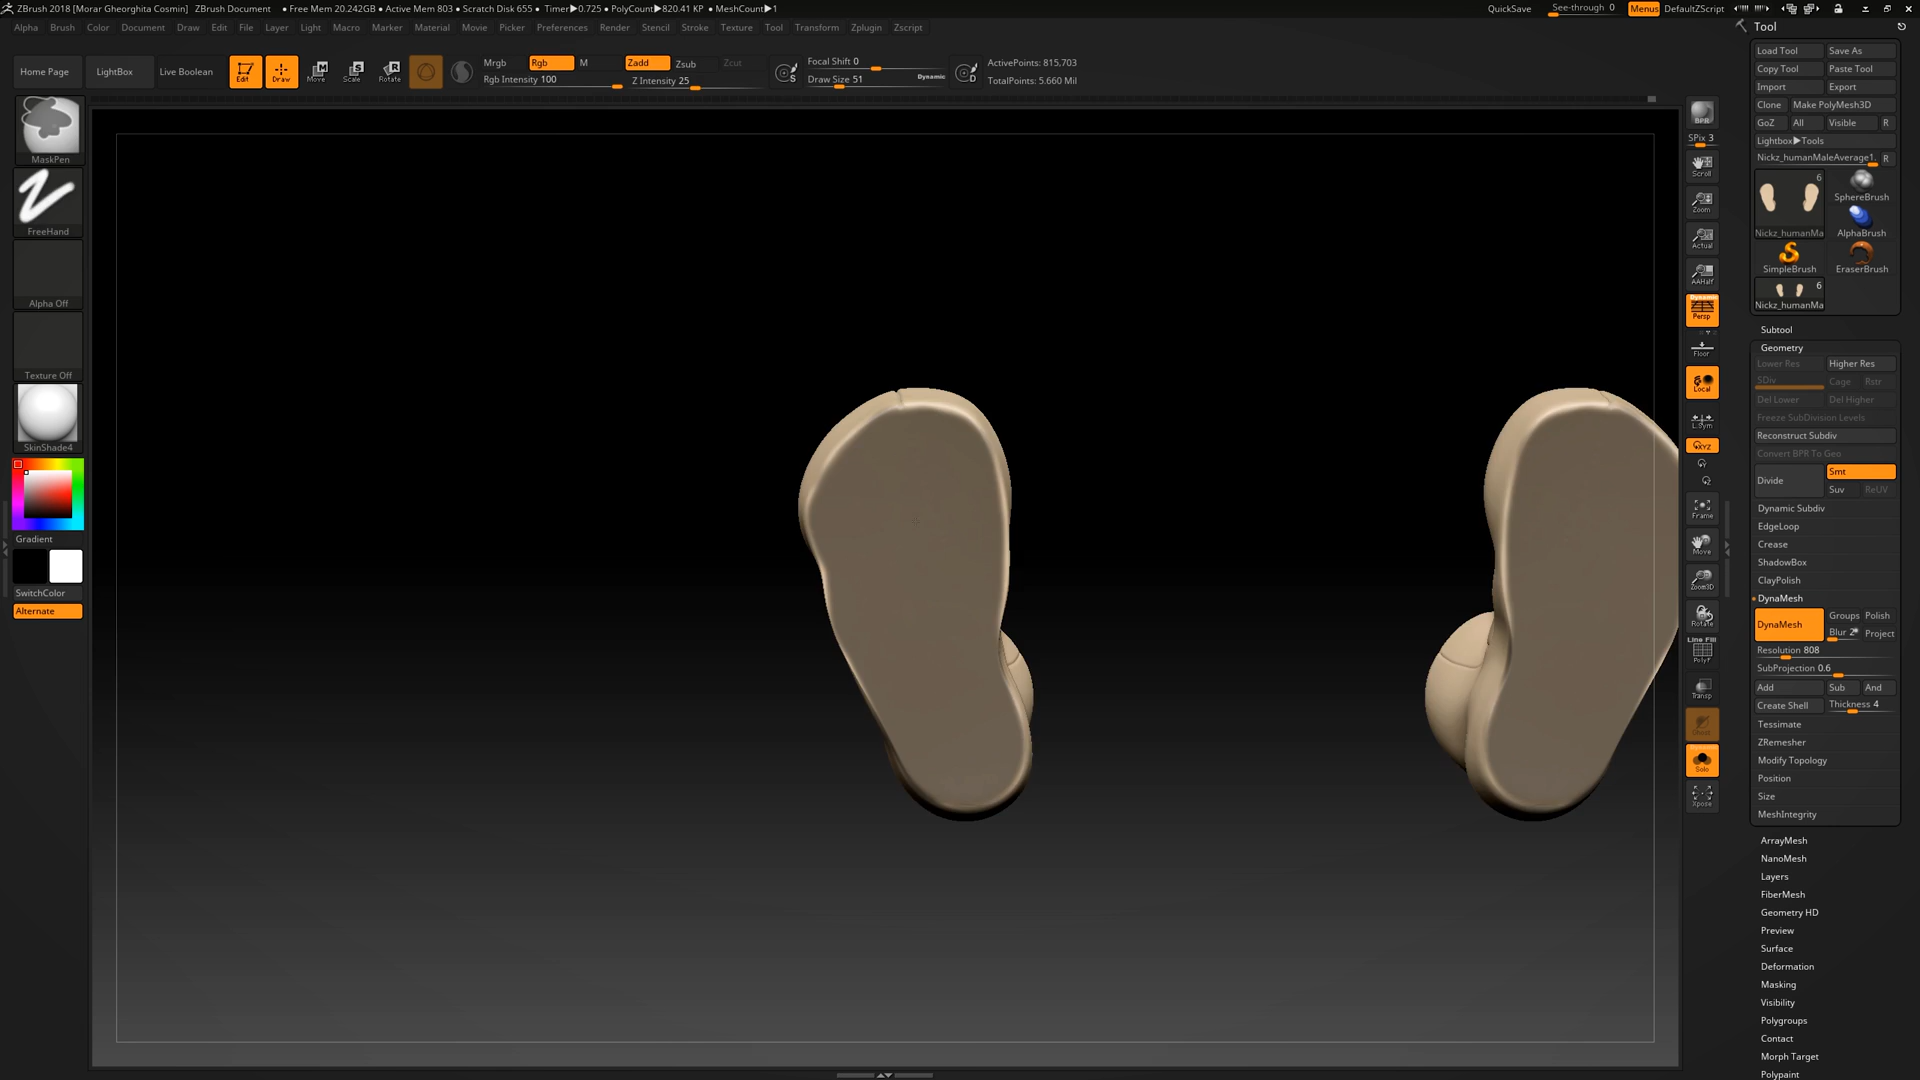 ZBrush 2018 [Morar Gheorghita Cosmin] ZBrush Document • Free Mem 20.242GB • Active Mem 803 • Scratch Disk 655 • Timer▶0.725 • PolyCount▶820.41 KP • MeshCount▶1 QuickSave See-through 0 Menus DefaultZScript
Alpha Brush Color Document Draw Edit File Layer Light Macro Marker Material Movie Picker Preferences Render Stencil Stroke Texture Tool Transform Zplugin Zscript
Home Page LightBox Live Boolean Edit Draw Move Scale Rotate
Mrgb Rgb M Zadd Zsub Zcut Focal Shift 0 ActivePoints: 815,703
Rgb Intensity 100 Z Intensity 25 Draw Size 51 Dynamic TotalPoints: 5.660 Mil
MaskPen
FreeHand
Alpha Off
Texture Off
SkinShade4
Gradient
SwitchColor
Alternate
BPR
SPix 3
Scroll
Zoom
Actual
AAHalf
Dynamic
Persp
Floor
Local
L.Sym
XYZ
Frame
Move
Zoom3D
Rotate
Line Fill
PolyF
Transp
Ghost
Dynamic
Solo
Xpose
Tool
Load Tool Save As
Copy Tool Paste Tool
Import Export
Clone Make PolyMesh3D
GoZ All Visible R
Lightbox▶Tools
Nickz_humanMaleAverage1. R
6
SphereBrush
Nickz_humanMa AlphaBrush
SimpleBrush EraserBrush
6
Nickz_humanMa
Subtool
Geometry
Lower Res Higher Res
SDiv Cage Rstr
Del Lower Del Higher
Freeze SubDivision Levels
Reconstruct Subdiv
Convert BPR To Geo
Divide Smt
Suv ReUV
Dynamic Subdiv
EdgeLoop
Crease
ShadowBox
ClayPolish
DynaMesh
DynaMesh Groups Polish
Blur 2 Project
Resolution 808
SubProjection 0.6
Add Sub And
Create Shell Thickness 4
Tessimate
ZRemesher
Modify Topology
Position
Size
MeshIntegrity
ArrayMesh
NanoMesh
Layers
FiberMesh
Geometry HD
Preview
Surface
Deformation
Masking
Visibility
Polygroups
Contact
Morph Target
Polypaint